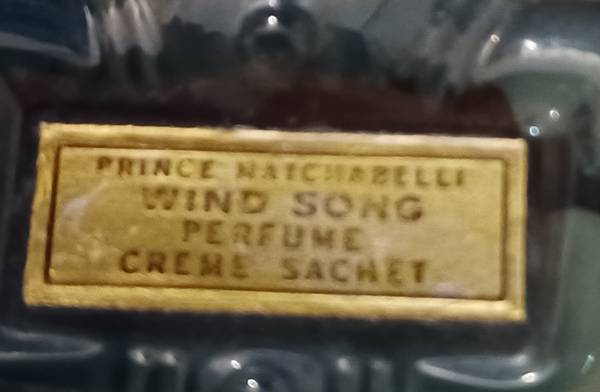 PRINCE MATCHABELLI
WIND SONG
PERFUME
CREME SACHET